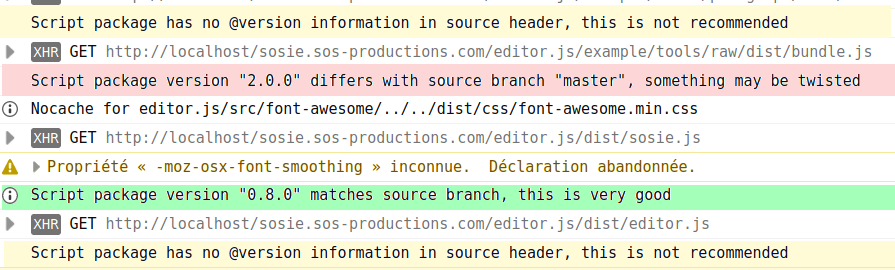 Script package has no @version information in source header, this is not recommended
XHR GET http://localhost/sosie.sos-productions.com/editor.js/example/tools/raw/dist/bundle.js
Script package version "2.0.0" differs with source branch "master", something may be twisted
Nocache for editor.js/src/font-awesome/../../dist/css/font-awesome.min.css
XHR GET http://localhost/sosie.sos-productions.com/editor.js/dist/sosie.js
Propriété « -moz-osx-font-smoothing » inconnue. Déclaration abandonnée.
Script package version "0.8.0" matches source branch, this is very good
XHR GET http://localhost/sosie.sos-productions.com/editor.js/dist/editor.js
Script package has no @version information in source header, this is not recommended